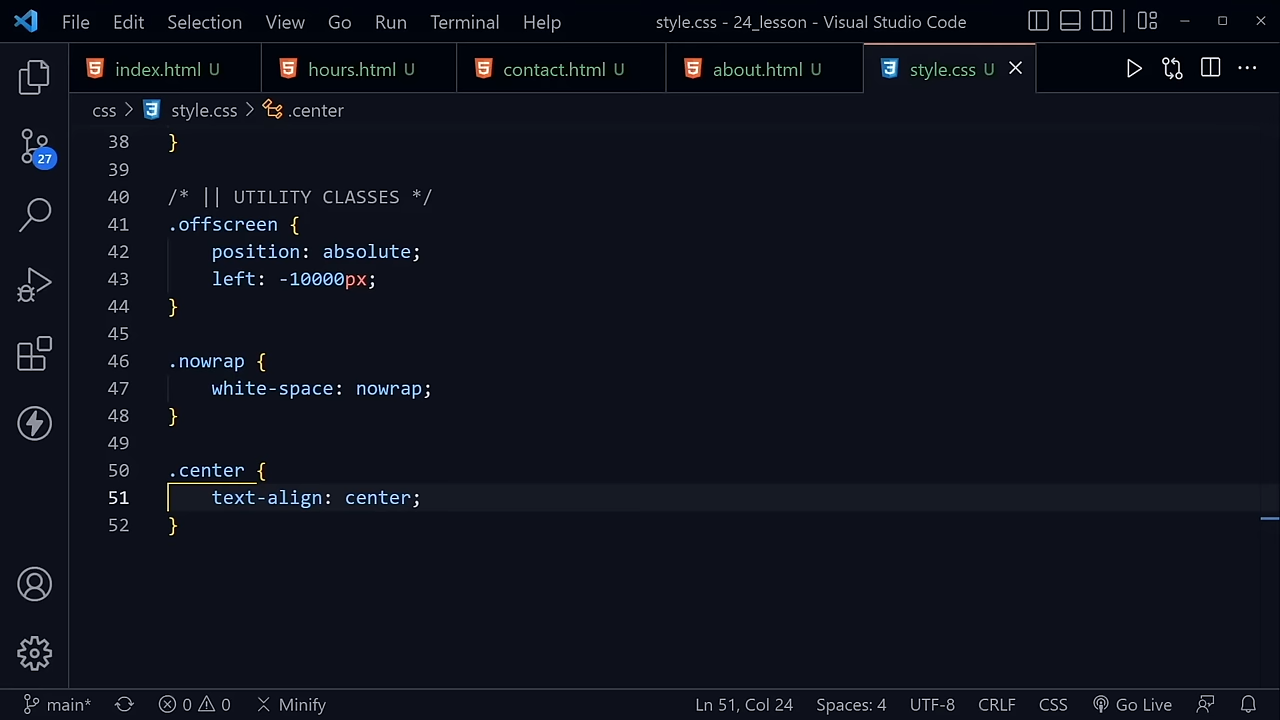 File Edit Selection View Go Run Terminal Help style.css - 24_lesson - Visual Studio Code
index.html U hours.html U contact.html U about.html U style.css U
css > style.css > .center
27
38 }
39
40 /* || UTILITY CLASSES */
41 .offscreen {
42 position: absolute;
43 left: -10000px;
44 }
45
46 .nowrap {
47 white-space: nowrap;
48 }
49
50 .center {
51 text-align: center;
52 }
main* 0 0 Minify Ln 51, Col 24 Spaces: 4 UTF-8 CRLF CSS Go Live